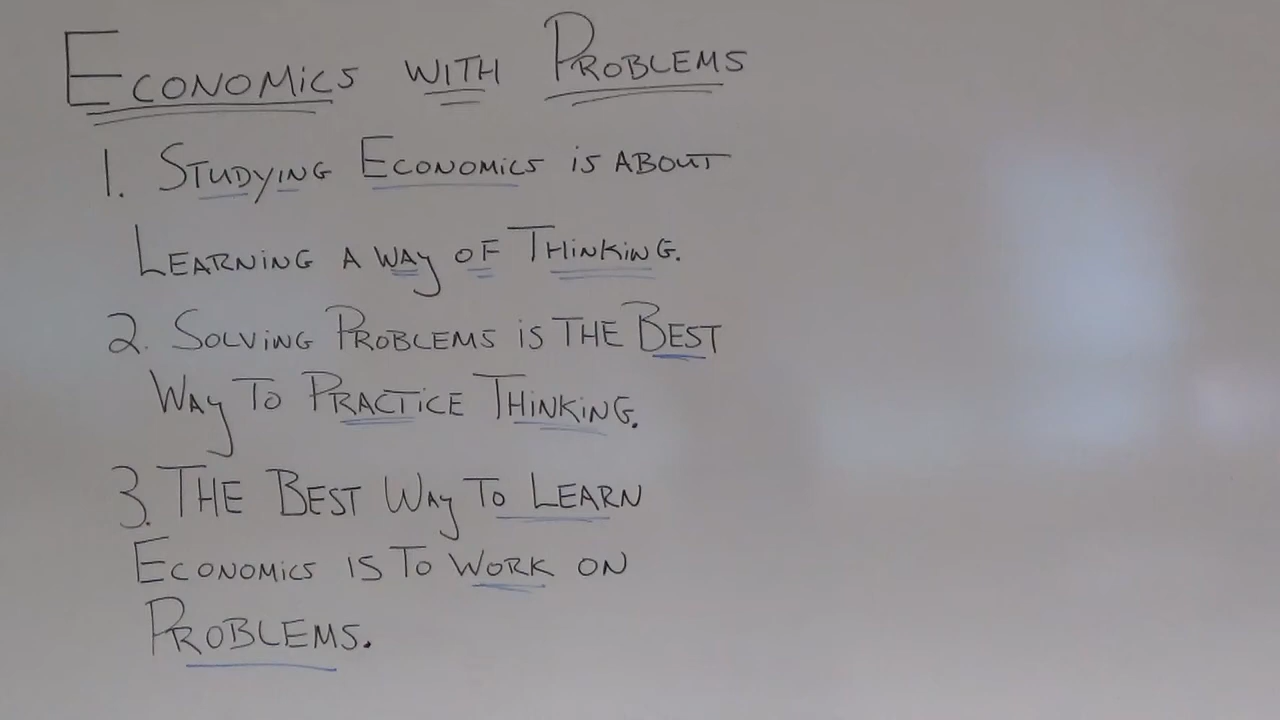 Economics with Problems
1. Studying Economics is about
Learning a way of Thinking.
2. Solving Problems is the Best
Way to Practice Thinking.
3. The Best Way to Learn
Economics is to Work on
Problems.